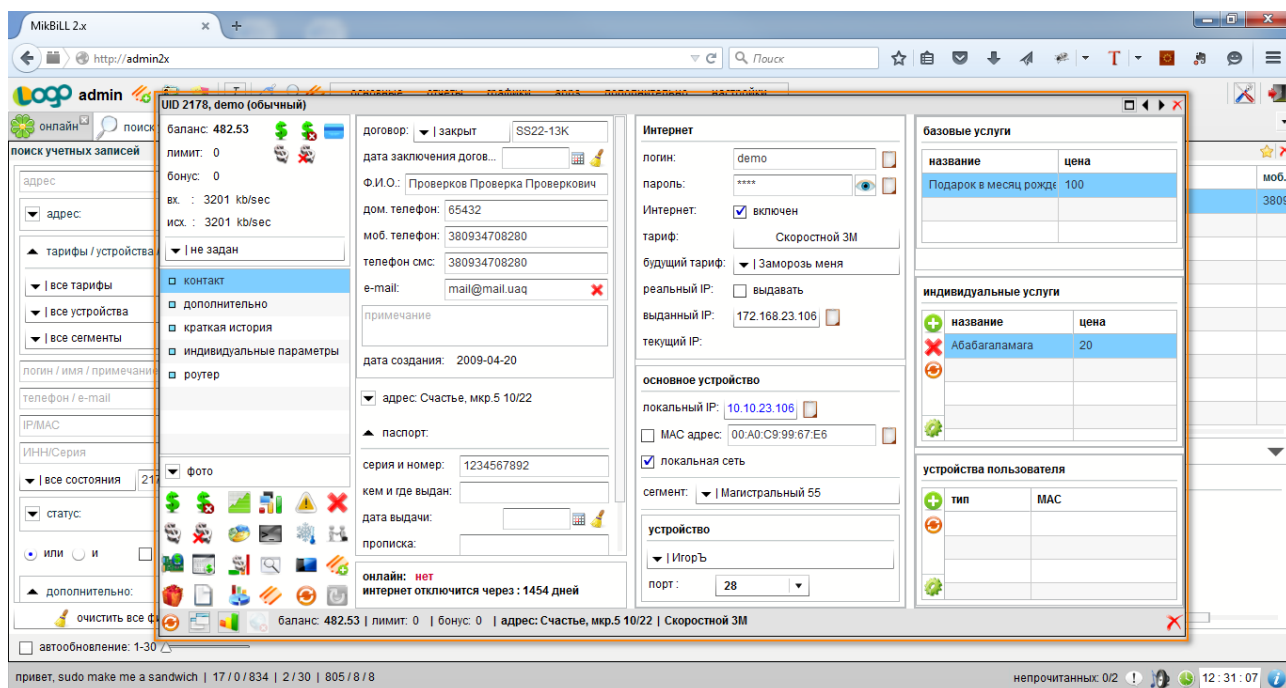 MikBiLL 2.x
http://admin2x
Поиск
LOGO admin
основные отчеты графики apps дополнительно настройки
онлайн
поиск
поиск учетных записей
адрес
адрес:
тарифы / устройства
| все тарифы
| все устройства
| все сегменты
логин / имя / примечание
телефон / e-mail
IP/MAC
ИНН/Серия
| все состояния
статус:
или и
дополнительно:
очистить все
автообновление: 1-30
UID 2178, demo (обычный)
баланс: 482.53
лимит: 0
бонус: 0
вх. : 3201 kb/sec
исх. : 3201 kb/sec
| не задан
контакт
дополнительно
краткая история
индивидуальные параметры
роутер
фото
договор: | закрыт SS22-13K
дата заключения догов...
Ф.И.О.: Проверков Проверка Проверкович
дом. телефон: 65432
моб. телефон: 380934708280
телефон смс: 380934708280
e-mail: mail@mail.uaq
примечание
дата создания: 2009-04-20
адрес: Счастье, мкр.5 10/22
паспорт:
серия и номер: 1234567892
кем и где выдан:
дата выдачи:
прописка:
онлайн: нет
интернет отключится через : 1454 дней
Интернет
логин: demo
пароль: ****
Интернет: включен
тариф: Скоростной 3М
будущий тариф: | Заморозь меня
реальный IP: выдавать
выданный IP: 172.168.23.106
текущий IP:
основное устройство
локальный IP: 10.10.23.106
MAC адрес: 00:A0:C9:99:67:E6
локальная сеть
сегмент: | Магистральный 55
устройство
| ИгорЪ
порт : 28
базовые услуги
название цена
Подарок в месяц рожде 100
индивидуальные услуги
название цена
Абабагаламага 20
устройства пользователя
тип MAC
моб.
3809
баланс: 482.53 | лимит: 0 | бонус: 0 | адрес: Счастье, мкр.5 10/22 | Скоростной 3М
привет, sudo make me a sandwich | 17 / 0 / 834 | 2 / 30 | 805 / 8 / 8
непрочитанных: 0/2
12 : 31 : 07